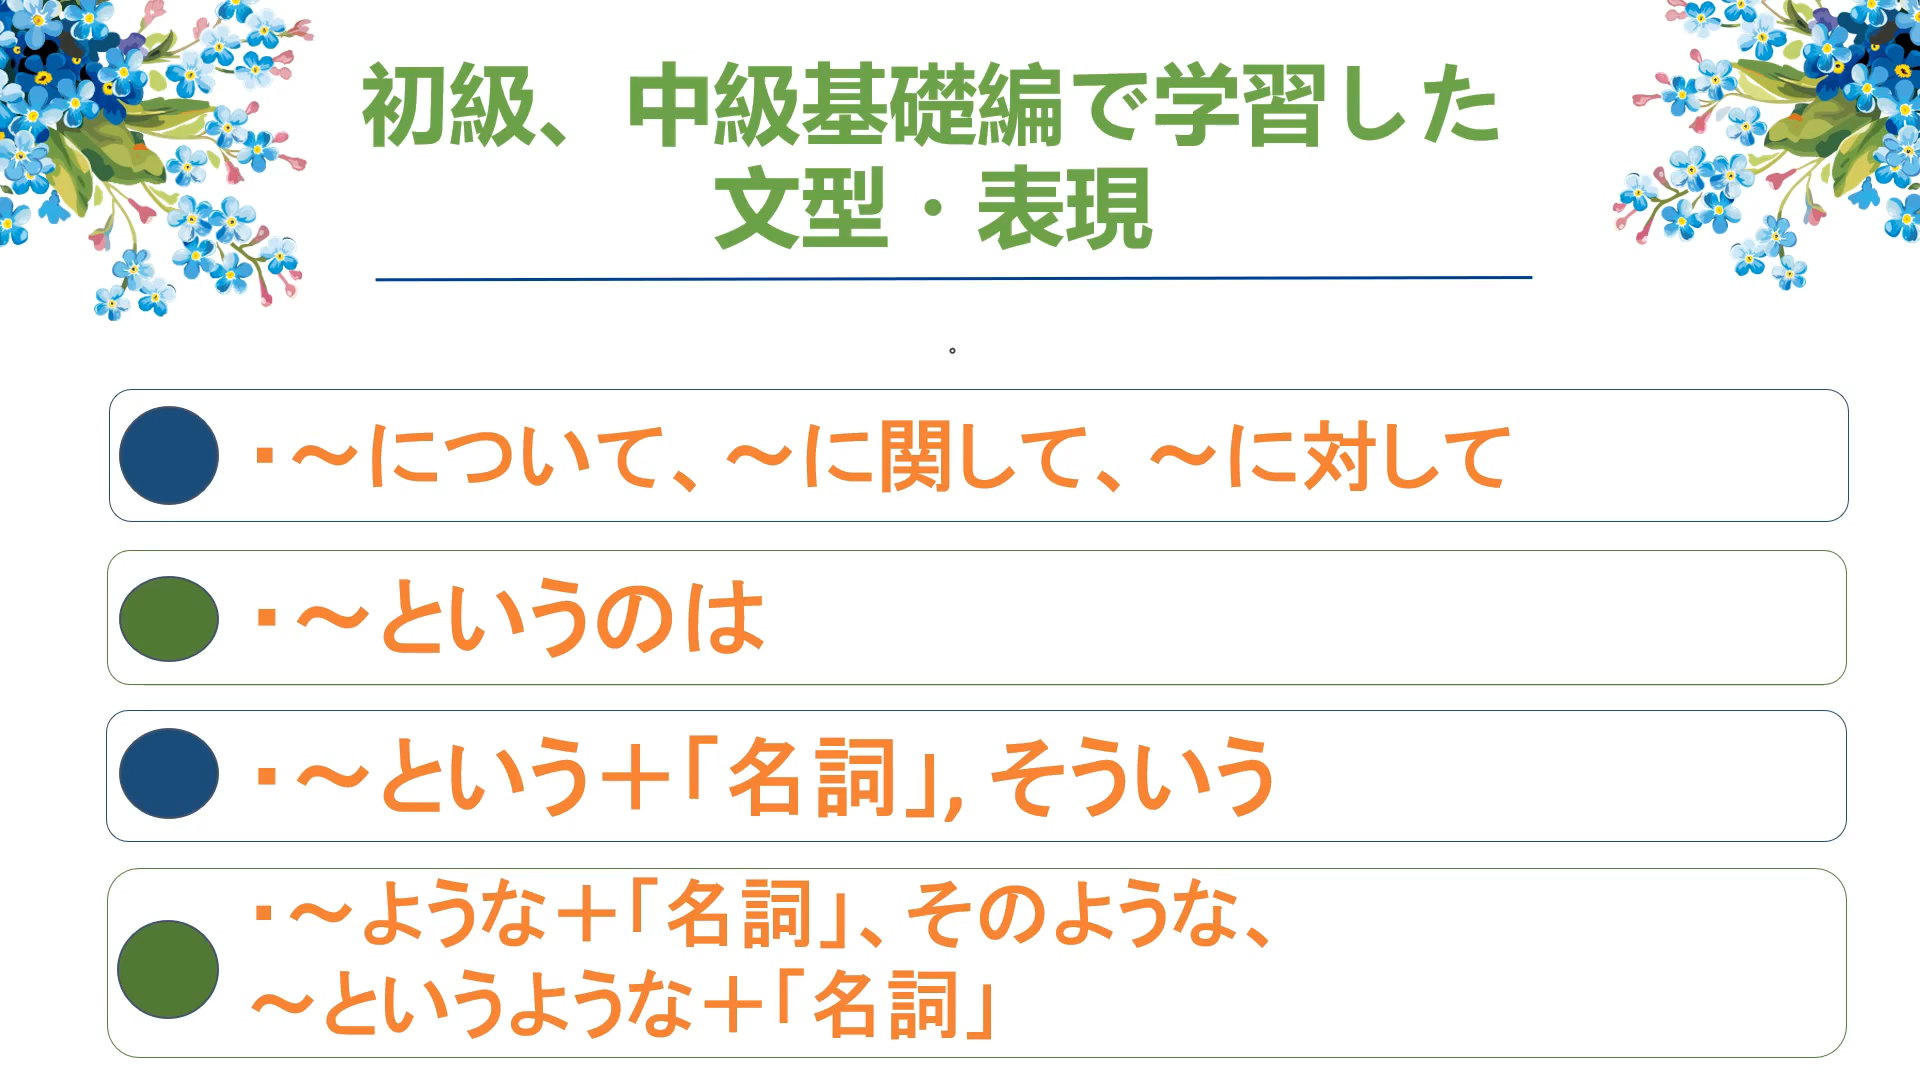 初級、中級基礎編で学習した
文型・表現
。
・～について、～に関して、～に対して
・～というのは
・～という＋「名詞」, そういう
・～ような＋「名詞」、そのような、
～というような＋「名詞」